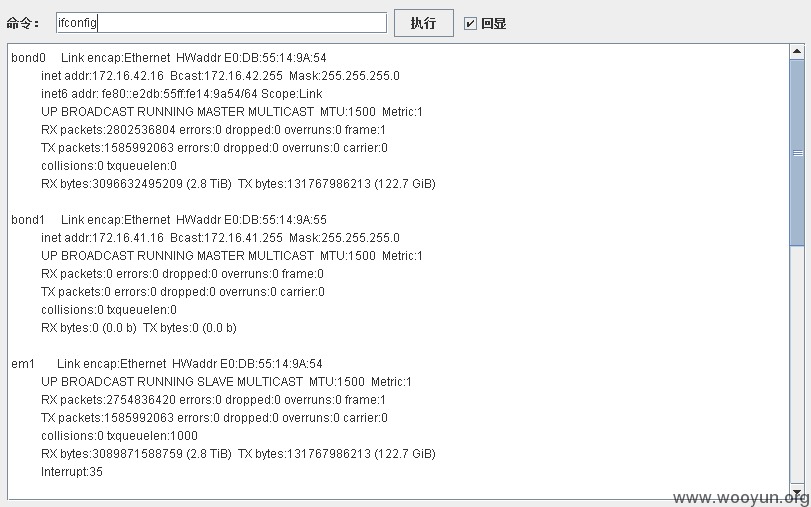 命令： ifconfig 执行 回显
bond0 Link encap:Ethernet HWaddr E0:DB:55:14:9A:54
inet addr:172.16.42.16 Bcast:172.16.42.255 Mask:255.255.255.0
inet6 addr: fe80::e2db:55ff:fe14:9a54/64 Scope:Link
UP BROADCAST RUNNING MASTER MULTICAST MTU:1500 Metric:1
RX packets:2802536804 errors:0 dropped:0 overruns:0 frame:1
TX packets:1585992063 errors:0 dropped:0 overruns:0 carrier:0
collisions:0 txqueuelen:0
RX bytes:3096632495209 (2.8 TiB) TX bytes:131767986213 (122.7 GiB)
bond1 Link encap:Ethernet HWaddr E0:DB:55:14:9A:55
inet addr:172.16.41.16 Bcast:172.16.41.255 Mask:255.255.255.0
UP BROADCAST RUNNING MASTER MULTICAST MTU:1500 Metric:1
RX packets:0 errors:0 dropped:0 overruns:0 frame:0
TX packets:0 errors:0 dropped:0 overruns:0 carrier:0
collisions:0 txqueuelen:0
RX bytes:0 (0.0 b) TX bytes:0 (0.0 b)
em1 Link encap:Ethernet HWaddr E0:DB:55:14:9A:54
UP BROADCAST RUNNING SLAVE MULTICAST MTU:1500 Metric:1
RX packets:2754836420 errors:0 dropped:0 overruns:0 frame:1
TX packets:1585992063 errors:0 dropped:0 overruns:0 carrier:0
collisions:0 txqueuelen:1000
RX bytes:3089871588759 (2.8 TiB) TX bytes:131767986213 (122.7 GiB)
Interrupt:35
www.wooyun.org